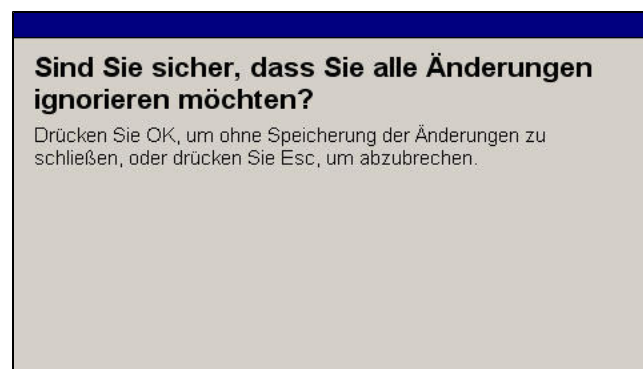 Sind Sie sicher, dass Sie alle Änderungen
ignorieren möchten?
Drücken Sie OK, um ohne Speicherung der Änderungen zu
schließen, oder drücken Sie Esc, um abzubrechen.